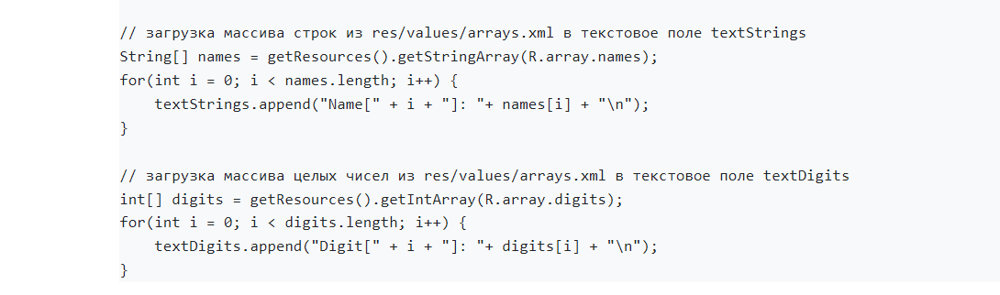 // загрузка массива строк из res/values/arrays.xml в текстовое поле textStrings
String[] names = getResources().getStringArray(R.array.names);
for(int i = 0; i < names.length; i++) {
    textStrings.append("Name[" + i + "]: "+ names[i] + "\n");
}

// загрузка массива целых чисел из res/values/arrays.xml в текстовое поле textDigits
int[] digits = getResources().getIntArray(R.array.digits);
for(int i = 0; i < digits.length; i++) {
    textDigits.append("Digit[" + i + "]: "+ digits[i] + "\n");
}